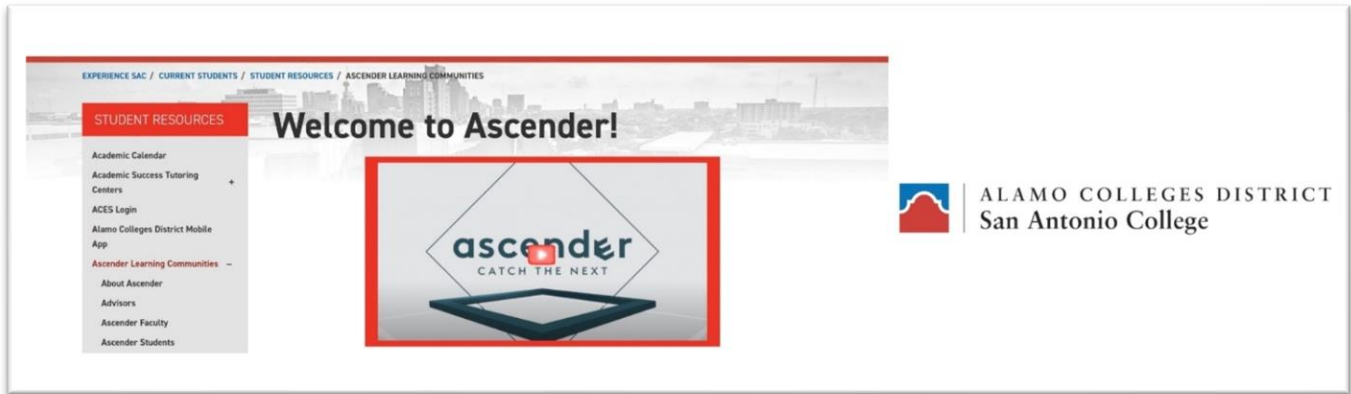 EXPERIENCE SAC / CURRENT STUDENTS / STUDENT RESOURCES / ASCENDER LEARNING COMMUNITIES
STUDENT RESOURCES
Academic Calendar
Academic Success Tutoring
Centers +
ACES Login
Alamo Colleges District Mobile
App
Ascender Learning Communities –
About Ascender
Advisors
Ascender Faculty
Ascender Students
Welcome to Ascender!
ascender
CATCH THE NEXT
ALAMO COLLEGES DISTRICT
San Antonio College